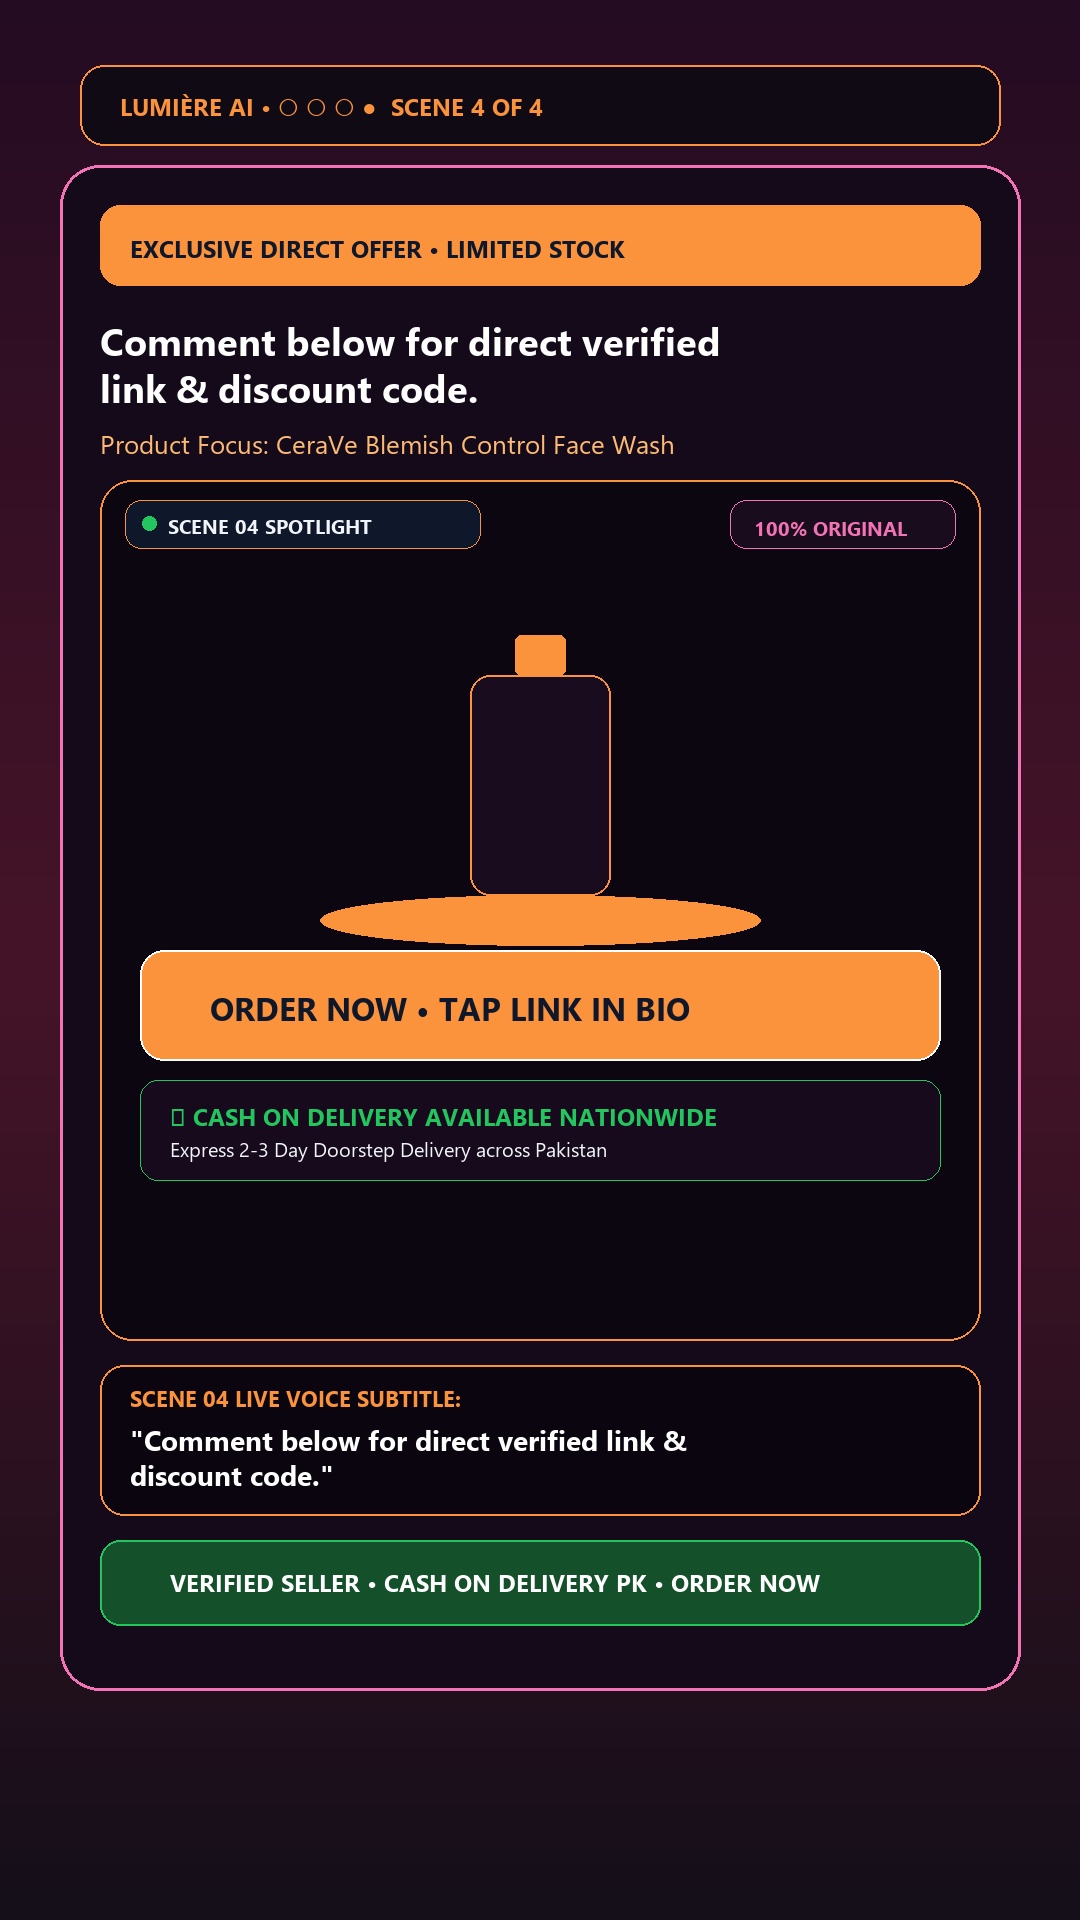 LUMIÈRE AI • ○ ○ ○ ● SCENE 4 OF 4
EXCLUSIVE DIRECT OFFER • LIMITED STOCK
Comment below for direct verified
link & discount code.
Product Focus: CeraVe Blemish Control Face Wash
SCENE 04 SPOTLIGHT
100% ORIGINAL
ORDER NOW • TAP LINK IN BIO
CASH ON DELIVERY AVAILABLE NATIONWIDE
Express 2-3 Day Doorstep Delivery across Pakistan
SCENE 04 LIVE VOICE SUBTITLE:
"Comment below for direct verified link &
discount code."
VERIFIED SELLER • CASH ON DELIVERY PK • ORDER NOW